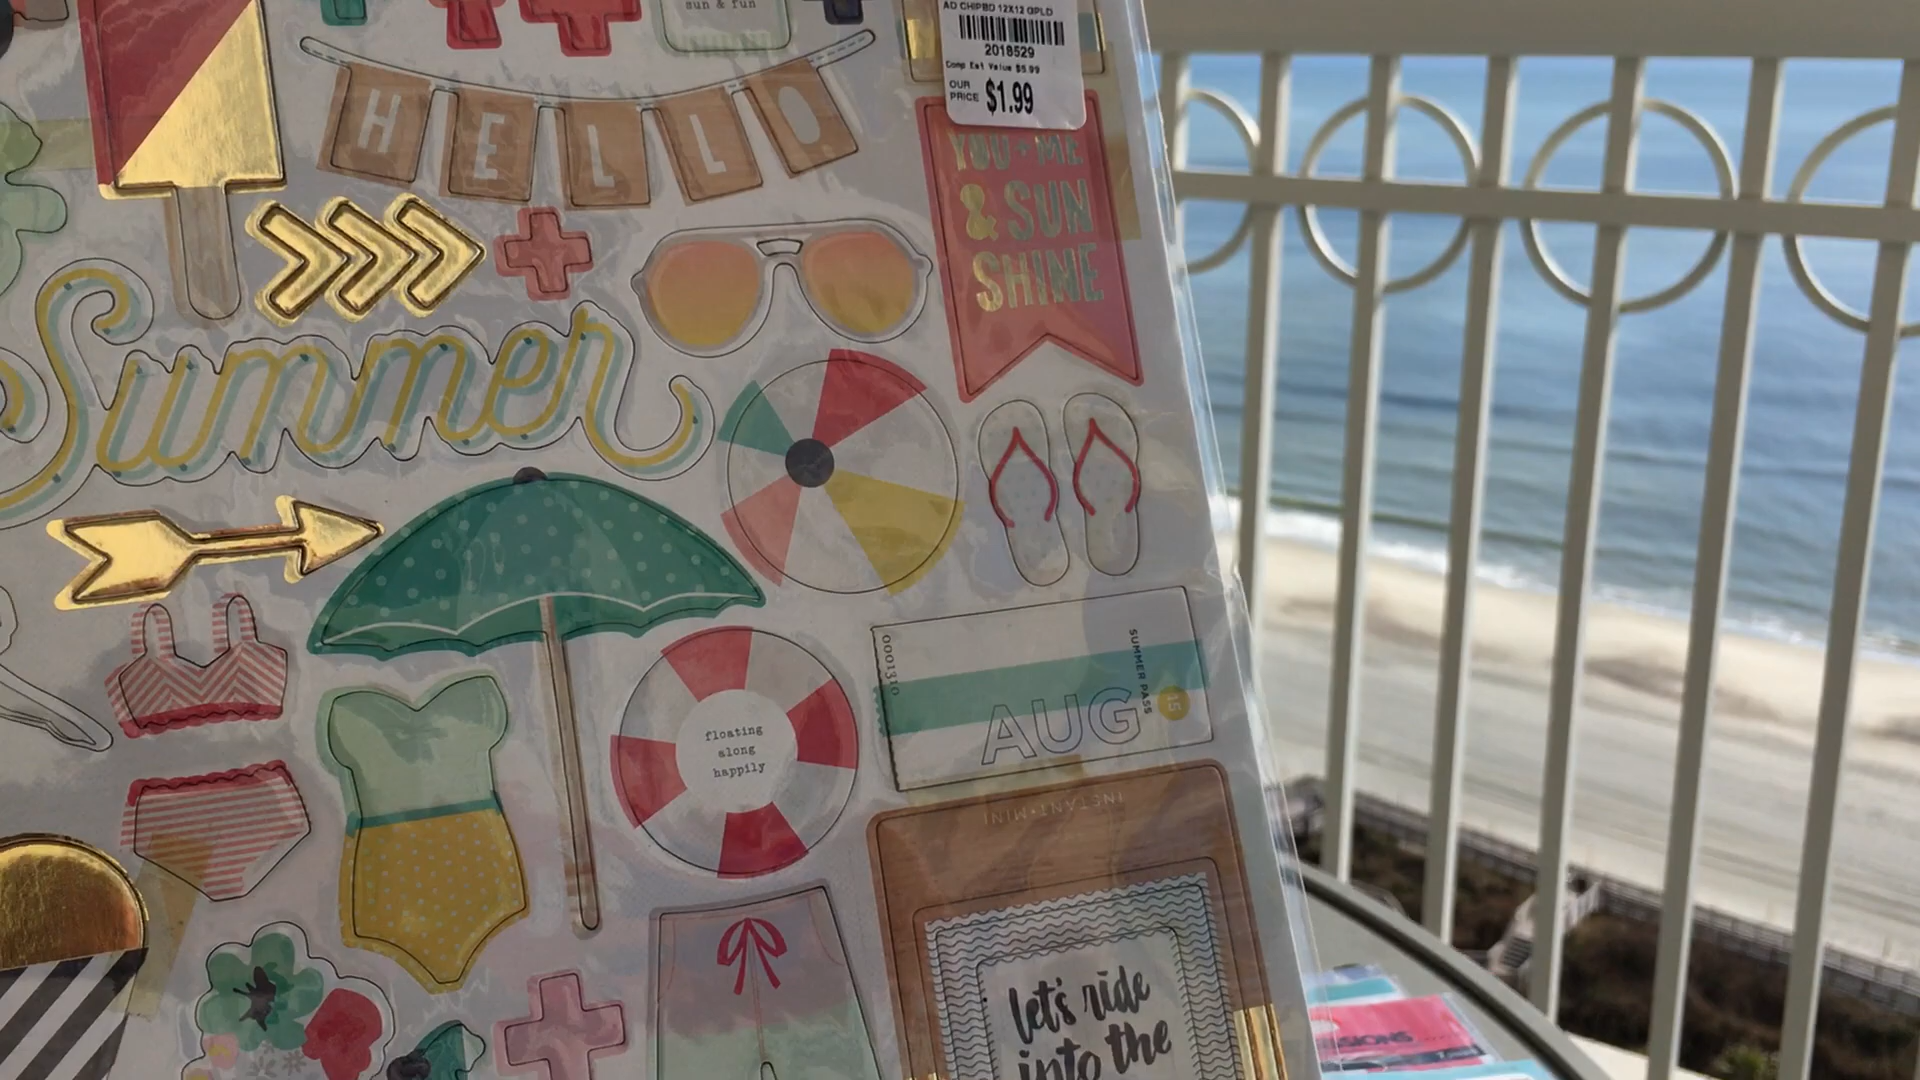 sun & fun
AD CHIPBD 12X12 GPLD
2018529
Comp Est Value $5.99
OUR
PRICE $1.99
HELLO
YOU + ME
& SUN
SHINE
Summer
0001310
SUMMER PASS
15
AUG
floating
along
happily
INSTANT•MINI
let's ride
into the